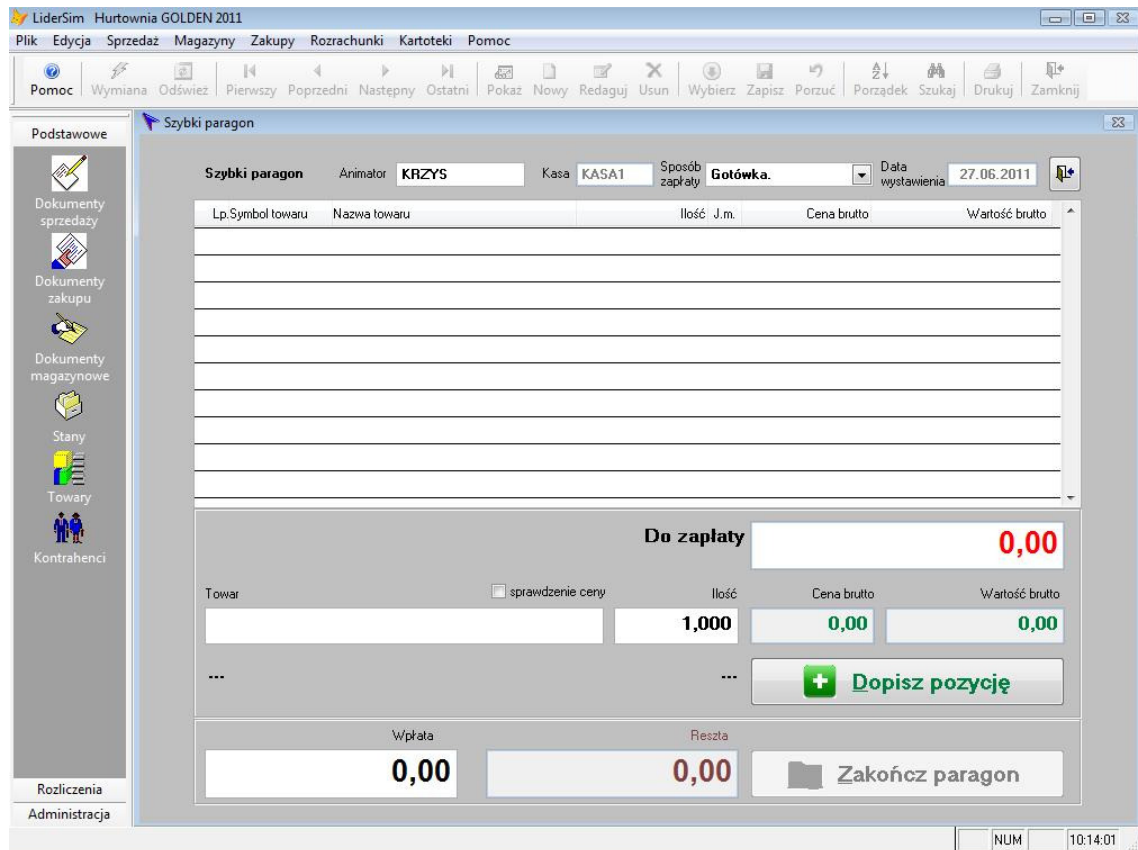 LiderSim Hurtownia GOLDEN 2011
Plik Edycja Sprzedaż Magazyny Zakupy Rozrachunki Kartoteki Pomoc
Pomoc Wymiana Odśwież Pierwszy Poprzedni Następny Ostatni Pokaż Nowy Redaguj Usun Wybierz Zapisz Porzuć Porządek Szukaj Drukuj Zamknij
Podstawowe
Dokumenty
sprzedaży
Dokumenty
zakupu
Dokumenty
magazynowe
Stany
Towary
Kontrahenci
Rozliczenia
Administracja
Szybki paragon
Szybki paragon Animator KRZYS Kasa KASA1 Sposób zapłaty Gotówka. Data wystawienia 27.06.2011
Lp. Symbol towaru Nazwa towaru Ilość J.m. Cena brutto Wartość brutto
Do zapłaty 0,00
Towar sprawdzenie ceny Ilość Cena brutto Wartość brutto
1,000 0,00 0,00
--- --- Dopisz pozycję
Wpłata Reszta
0,00 0,00 Zakończ paragon
NUM 10:14:01